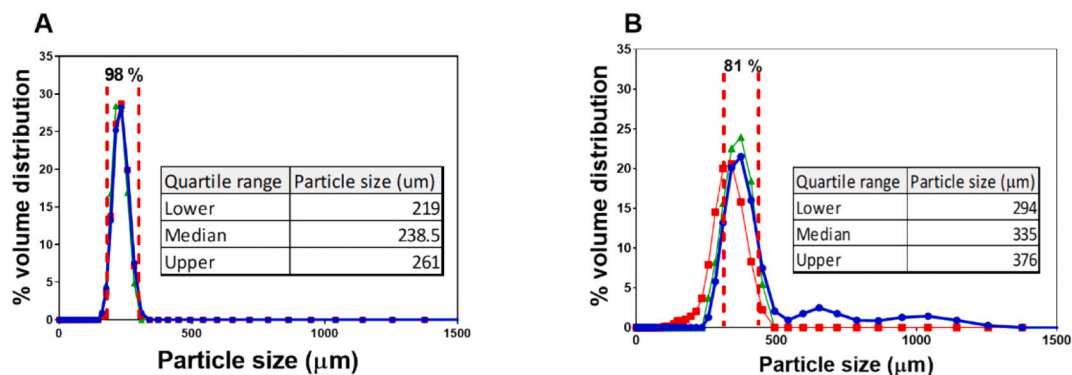 A
35
30
25
20
15
10
5
0
% volume distribution
98 %
Quartile range Particle size (um)
Lower 219
Median 238.5
Upper 261
0 500 1000 1500
Particle size (μm)
B
35
30
25
20
15
10
5
0
% volume distribution
81 %
Quartile range Particle size (μm)
Lower 294
Median 335
Upper 376
0 500 1000 1500
Particle size (μm)